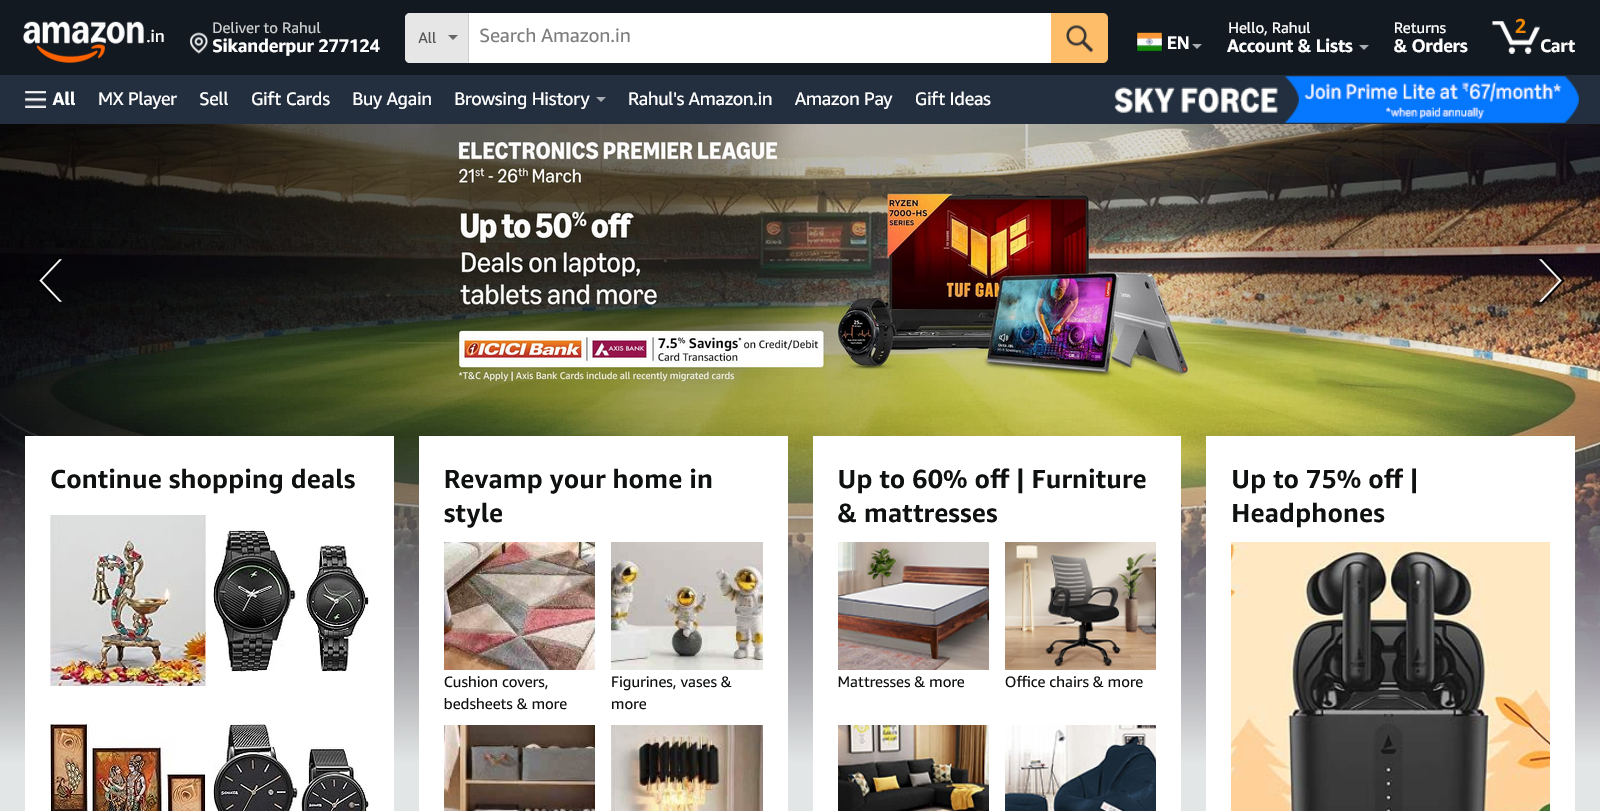 amazon.in
Deliver to Rahul
Sikanderpur 277124
All
Search Amazon.in
EN
Hello, Rahul
Account & Lists
Returns
& Orders
2
Cart
All
MX Player
Sell
Gift Cards
Buy Again
Browsing History
Rahul's Amazon.in
Amazon Pay
Gift Ideas
SKY FORCE
Join Prime Lite at ₹67/month*
*when paid annually
ELECTRONICS PREMIER LEAGUE
21st - 26th March
Up to 50% off
Deals on laptop,
tablets and more
ICICI Bank
AXIS BANK
7.5% Savings* on Credit/Debit
Card Transaction
*T&C Apply | Axis Bank Cards include all recently migrated cards
RYZEN
7000-HS
SERIES
TUF GAM
Continue shopping deals
Revamp your home in
style
Cushion covers,
bedsheets & more
Figurines, vases &
more
Up to 60% off | Furniture
& mattresses
Mattresses & more
Office chairs & more
Up to 75% off |
Headphones